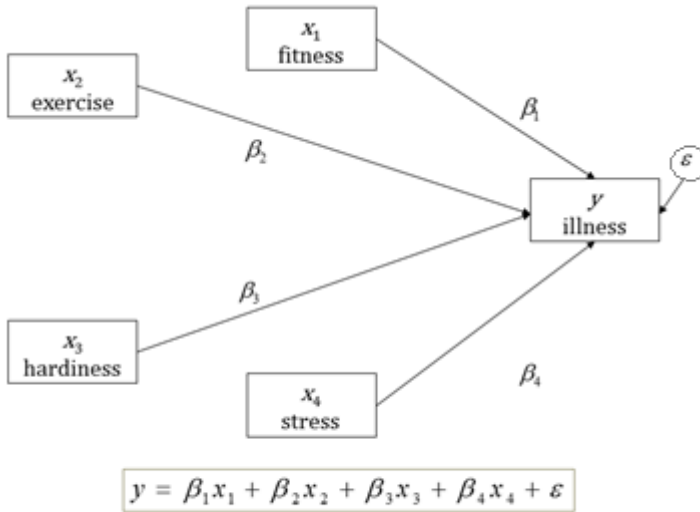 x₁
fitness
x₂
exercise
β₁
β₂
ε
y
illness
β₃
x₃
hardiness
β₄
x₄
stress
y = β₁x₁ + β₂x₂ + β₃x₃ + β₄x₄ + ε